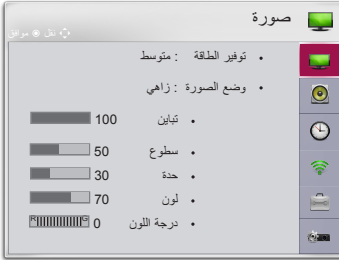 صورة
نقل موافق
• توفير الطاقة : متوسط
• وضع الصورة : زاهي
• تباين 100
• سطوع 50
• حدة 30
• لون 70
• درجة اللون 0 R G